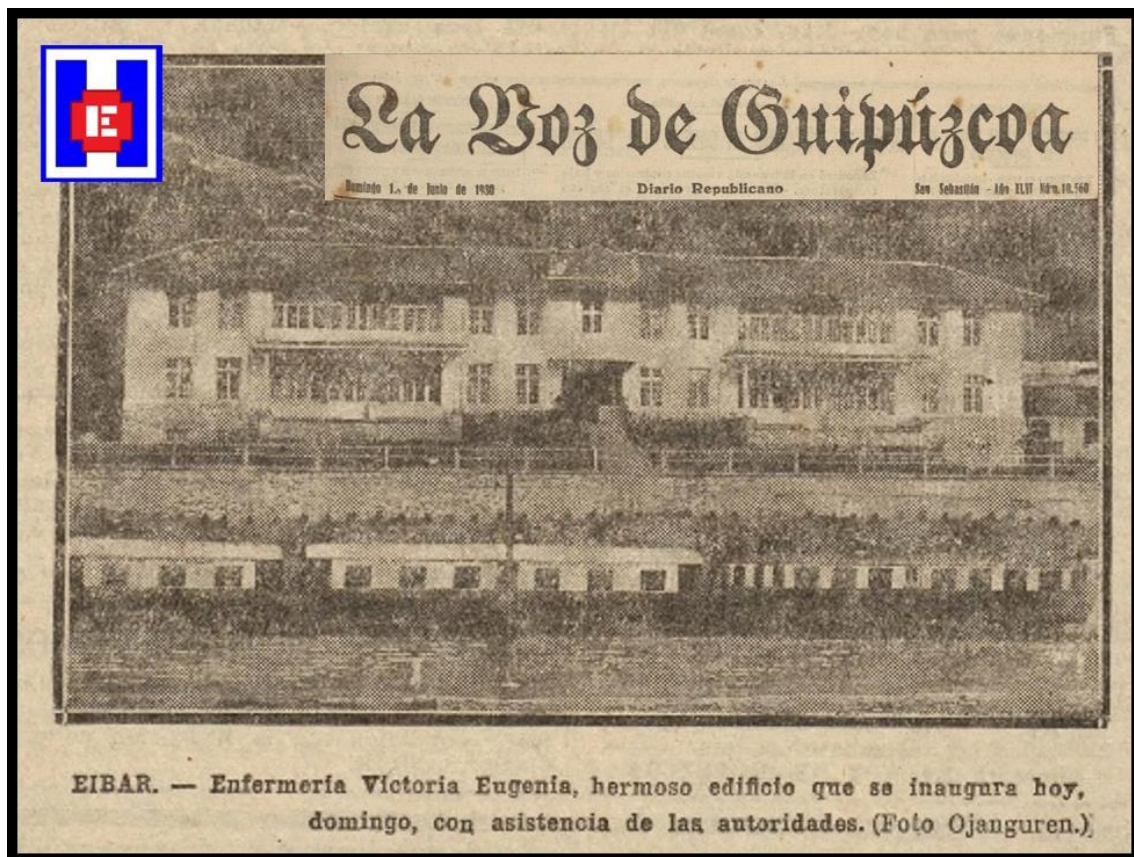 E
La Voz de Guipúzcoa
Domingo 1.º de Junio de 1930
Diario Republicano
San Sebastián - Año XLVI Núm. 10.560
EIBAR. — Enfermería Victoria Eugenia, hermoso edificio que se inaugura hoy,
domingo, con asistencia de las autoridades. (Foto Ojanguren.)